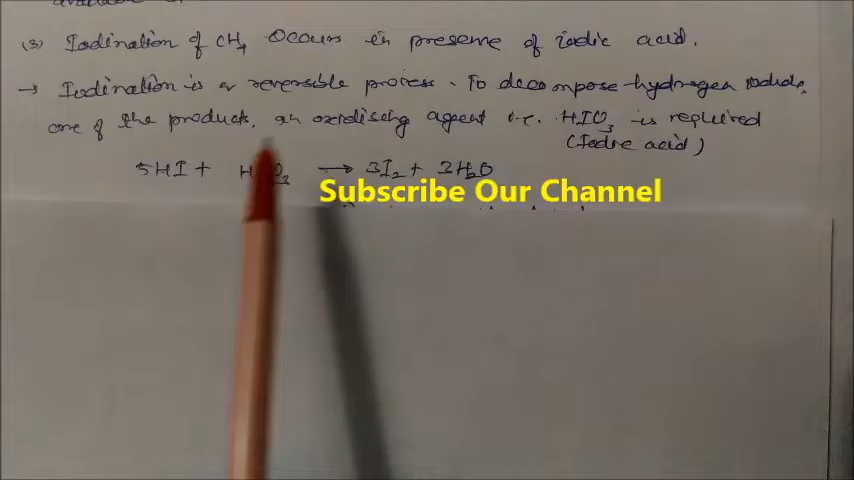 (3) Iodination of CH4 occurs in presence of iodic acid.
→ Iodination is a reversible process. To decompose hydrogen iodide,
one of the products, an oxidising agent i.e. HIO3 is required
(Iodic acid)
5HI + H O3 → 3I2 + 3H2O
Subscribe Our Channel